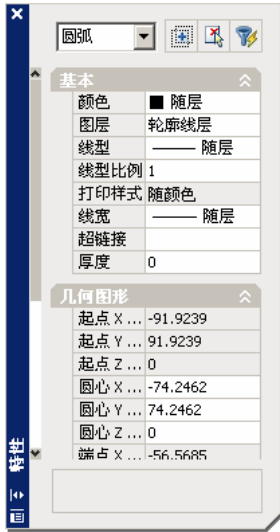 圆弧
基本
颜色 随层
图层 轮廓线层
线型 随层
线型比例 1
打印样式 随颜色
线宽 随层
超链接
厚度 0
几何图形
起点 X ... -91.9239
起点 Y ... 91.9239
起点 Z ... 0
圆心 X ... -74.2462
圆心 Y ... 74.2462
圆心 Z ... 0
端点 X ... -56.5685
特性